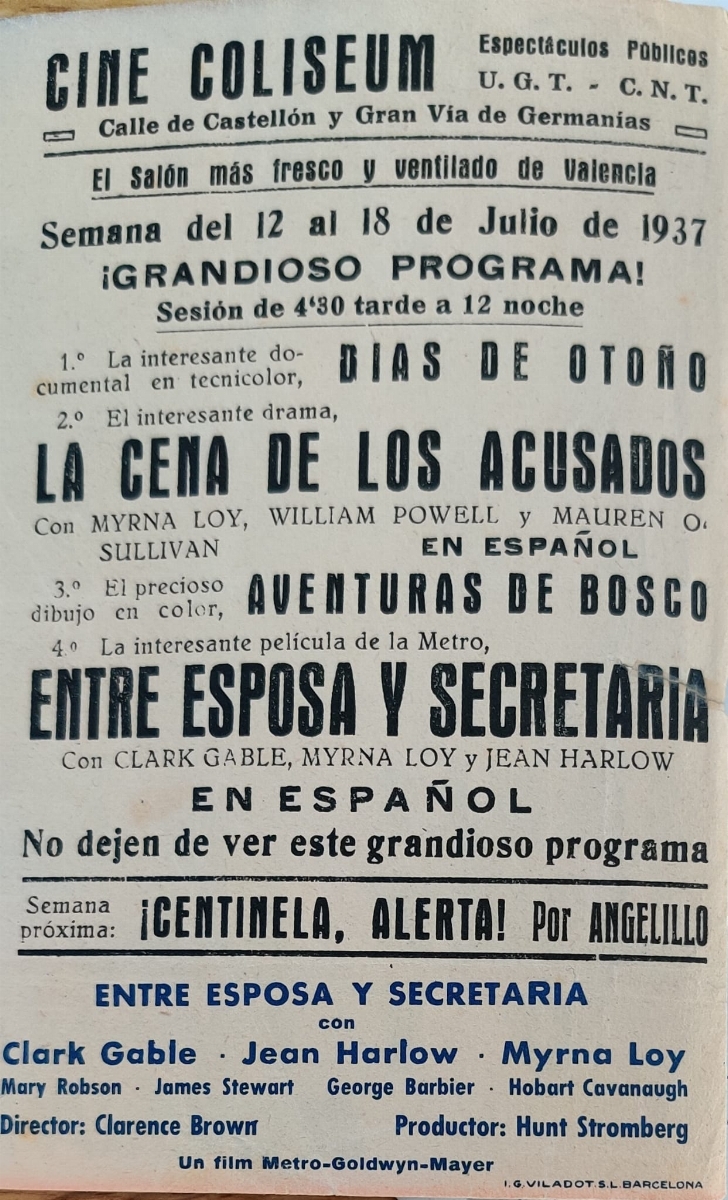 CINE COLISEUM
Espectáculos Públicos
U. G. T. - C. N. T.
Calle de Castellón y Gran Vía de Germanías
El Salón más fresco y ventilado de Valencia
Semana del 12 al 18 de Julio de 1937
¡GRANDIOSO PROGRAMA!
Sesión de 4‘30 tarde a 12 noche
1.º La interesante do-
cumental en tecnicolor,
DIAS DE OTOÑO
2.º El interesante drama,
LA CENA DE LOS ACUSADOS
Con MYRNA LOY, WILLIAM POWELL y MAUREN O‘
SULLIVAN
EN ESPAÑOL
3.º El precioso
dibujo en color,
AVENTURAS DE BOSCO
4.º La interesante película de la Metro,
ENTRE ESPOSA Y SECRETARIA
Con CLARK GABLE, MYRNA LOY y JEAN HARLOW
EN ESPAÑOL
No dejen de ver este grandioso programa
Semana
próxima:
¡CENTINELA, ALERTA! Por ANGELILLO
ENTRE ESPOSA Y SECRETARIA
con
Clark Gable · Jean Harlow · Myrna Loy
Mary Robson · James Stewart George Barbier · Hobart Cavanaugh
Director: Clarence Brown Productor: Hunt Stromberg
Un film Metro-Goldwyn-Mayer
I.G.VILADOT.S.L.BARCELONA